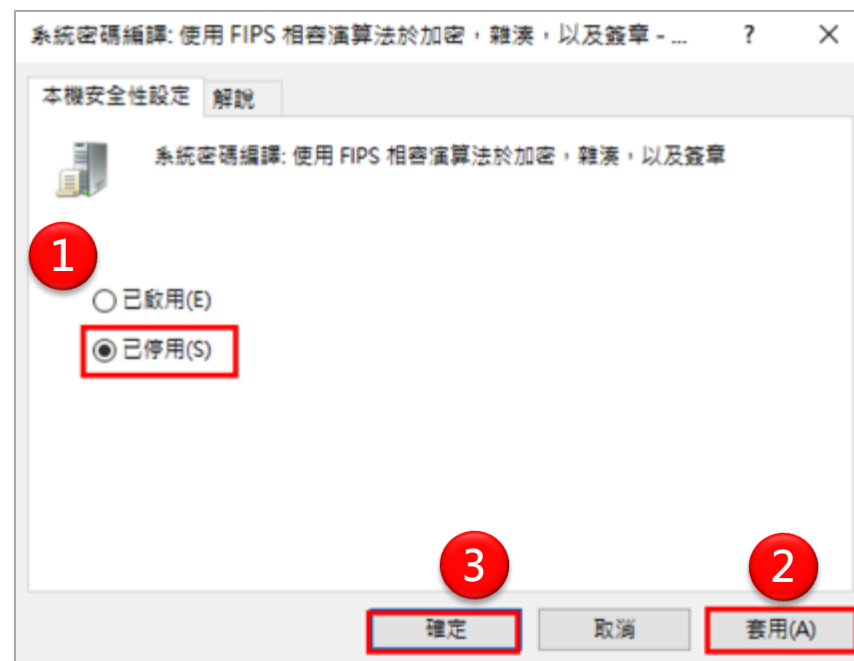 系統密碼編譯: 使用 FIPS 相容演算法於加密，雜湊，以及簽章 - ... ? ✕
本機安全性設定 解說
系統密碼編譯: 使用 FIPS 相容演算法於加密，雜湊，以及簽章
1
已啟用(E)
已停用(S)
3 2
確定 取消 套用(A)